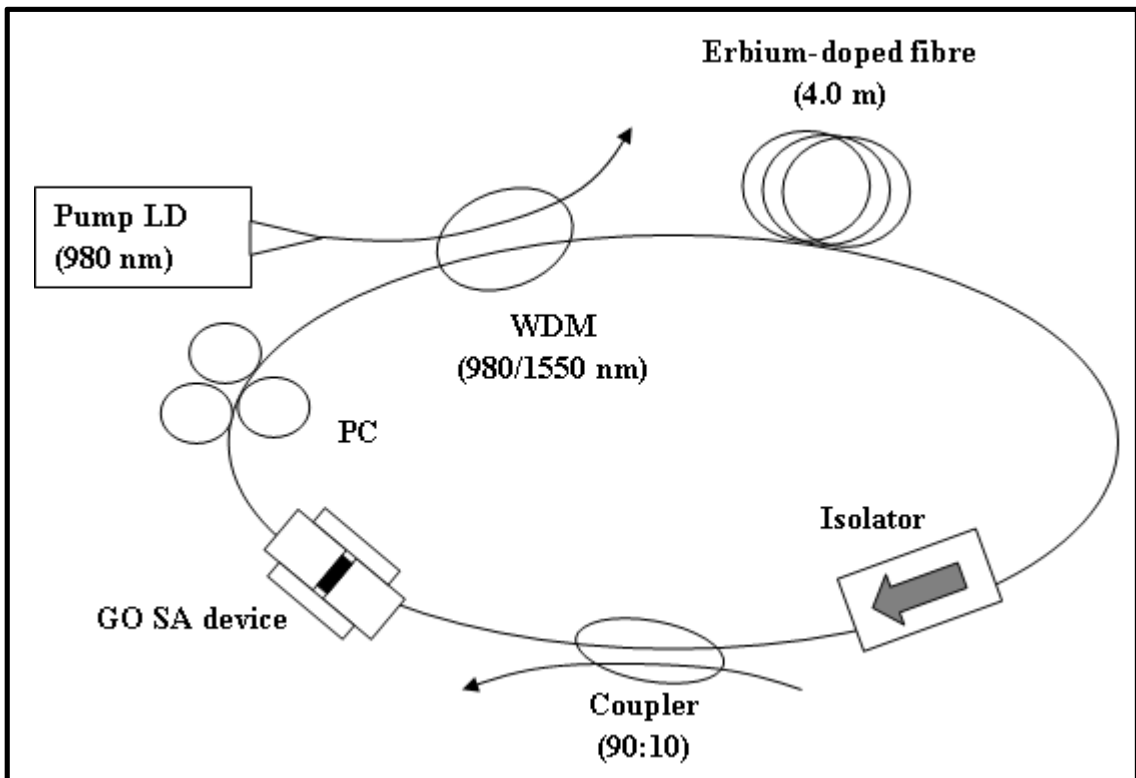 Erbium-doped fibre
(4.0 m)
Pump LD
(980 nm)
WDM
(980/1550 nm)
PC
Isolator
GO SA device
Coupler
(90:10)